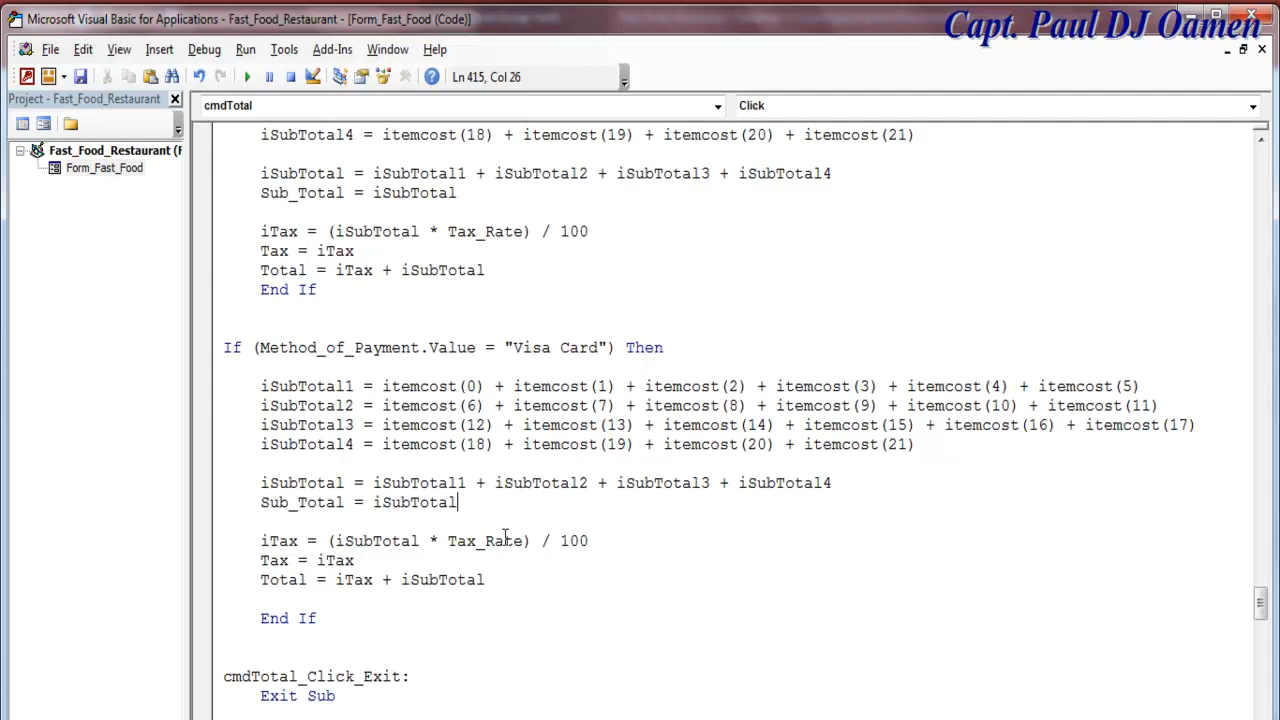 Microsoft Visual Basic for Applications - Fast_Food_Restaurant - [Form_Fast_Food (Code)]
Capt. Paul DJ Oamen
File Edit View Insert Debug Run Tools Add-Ins Window Help
Ln 415, Col 26
Project - Fast_Food_Restaurant
cmdTotal Click
Fast_Food_Restaurant (F
Form_Fast_Food
iSubTotal4 = itemcost(18) + itemcost(19) + itemcost(20) + itemcost(21)
iSubTotal = iSubTotal1 + iSubTotal2 + iSubTotal3 + iSubTotal4
Sub_Total = iSubTotal
iTax = (iSubTotal * Tax_Rate) / 100
Tax = iTax
Total = iTax + iSubTotal
End If
If (Method_of_Payment.Value = "Visa Card") Then
iSubTotal1 = itemcost(0) + itemcost(1) + itemcost(2) + itemcost(3) + itemcost(4) + itemcost(5)
iSubTotal2 = itemcost(6) + itemcost(7) + itemcost(8) + itemcost(9) + itemcost(10) + itemcost(11)
iSubTotal3 = itemcost(12) + itemcost(13) + itemcost(14) + itemcost(15) + itemcost(16) + itemcost(17)
iSubTotal4 = itemcost(18) + itemcost(19) + itemcost(20) + itemcost(21)
iSubTotal = iSubTotal1 + iSubTotal2 + iSubTotal3 + iSubTotal4
Sub_Total = iSubTotal
iTax = (iSubTotal * Tax_Rate) / 100
Tax = iTax
Total = iTax + iSubTotal
End If
cmdTotal_Click_Exit:
Exit Sub